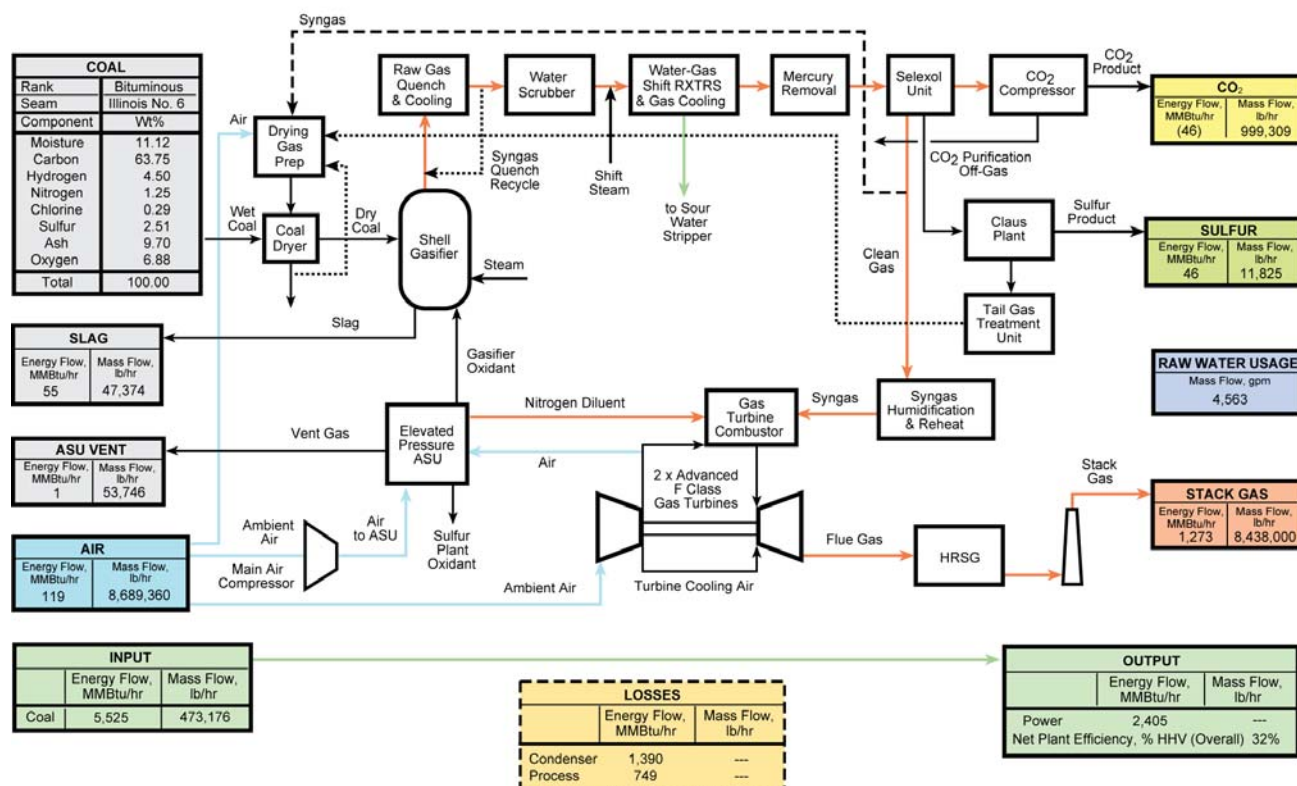 Syngas
COAL
Rank Bituminous
Seam Illinois No. 6
Component Wt%
Moisture 11.12
Carbon 63.75
Hydrogen 4.50
Nitrogen 1.25
Chlorine 0.29
Sulfur 2.51
Ash 9.70
Oxygen 6.88
Total 100.00
Air
Drying
Gas
Prep
Wet
Coal
Coal
Dryer
Dry
Coal
Raw Gas
Quench
& Cooling
Syngas
Quench
Recycle
Shell
Gasifier
Steam
Water
Scrubber
Shift
Steam
Water-Gas
Shift RXTRS
& Gas Cooling
to Sour
Water
Stripper
Mercury
Removal
Selexol
Unit
CO2
Compressor
CO2
Product
CO2 Purification
Off-Gas
CO2
Energy Flow,
MMBtu/hr
Mass Flow,
lb/hr
(46) 999,309
Clean
Gas
Claus
Plant
Sulfur
Product
SULFUR
Energy Flow,
MMBtu/hr
Mass Flow,
lb/hr
46 11,825
Tail Gas
Treatment
Unit
Slag
SLAG
Energy Flow,
MMBtu/hr
Mass Flow,
lb/hr
55 47,374
Gasifier
Oxidant
RAW WATER USAGE
Mass Flow, gpm
4,563
Vent Gas
ASU VENT
Energy Flow,
MMBtu/hr
Mass Flow,
lb/hr
1 53,746
Elevated
Pressure
ASU
Nitrogen Diluent
Gas
Turbine
Combustor
Syngas
Syngas
Humidification
& Reheat
Air
2 x Advanced
F Class
Gas Turbines
Stack
Gas
STACK GAS
Energy Flow,
MMBtu/hr
Mass Flow,
lb/hr
1,273 8,438,000
AIR
Energy Flow,
MMBtu/hr
Mass Flow,
lb/hr
119 8,689,360
Ambient
Air
Main Air
Compressor
Air
to ASU
Sulfur
Plant
Oxidant
Ambient Air
Turbine Cooling Air
Flue Gas
HRSG
INPUT
Energy Flow,
MMBtu/hr
Mass Flow,
lb/hr
Coal 5,525 473,176
LOSSES
Energy Flow,
MMBtu/hr
Mass Flow,
lb/hr
Condenser 1,390 ---
Process 749 ---
OUTPUT
Energy Flow,
MMBtu/hr
Mass Flow,
lb/hr
Power 2,405 ---
Net Plant Efficiency, % HHV (Overall) 32%